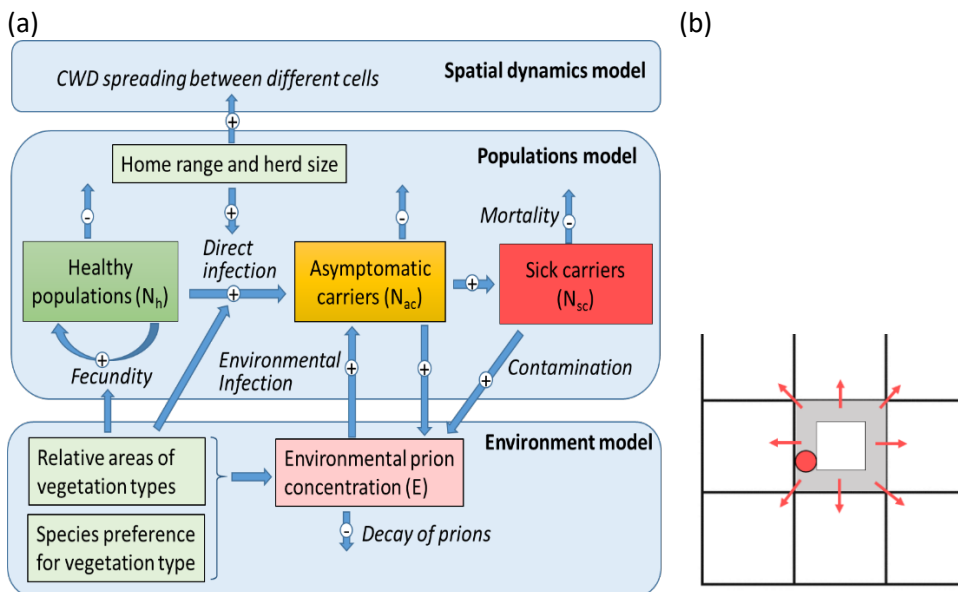 (a)
(b)
CWD spreading between different cells
Spatial dynamics model
+
Populations model
Home range and herd size
-
+
-
Mortality
-
Healthy
populations (Nh)
Direct
infection
+
Asymptomatic
carriers (Nac)
+
Sick carriers
(Nsc)
+
Fecundity
Environmental
Infection
+
+
+
Contamination
Environment model
Relative areas of
vegetation types
Species preference
for vegetation type
Environmental prion
concentration (E)
-
Decay of prions